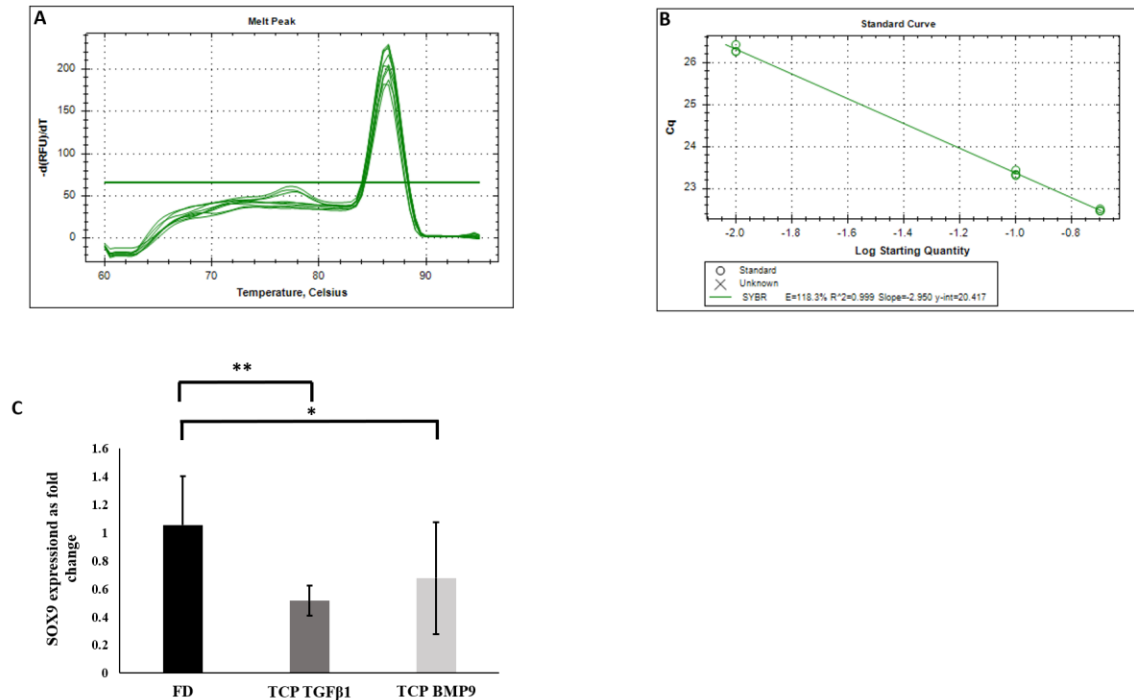 A
Melt Peak
-d(RFU)/dT
200
150
100
50
0
60
70
80
90
Temperature, Celsius
B
Standard Curve
Cq
26
25
24
23
-2.0
-1.8
-1.6
-1.4
-1.2
-1.0
-0.8
Log Starting Quantity
Standard
Unknown
SYBR E=118.3% R^2=0.999 Slope=-2.950 y-int=20.417
C
**
*
SOX9 expressiond as fold
change
1.6
1.4
1.2
1
0.8
0.6
0.4
0.2
0
FD
TCP TGFβ1
TCP BMP9